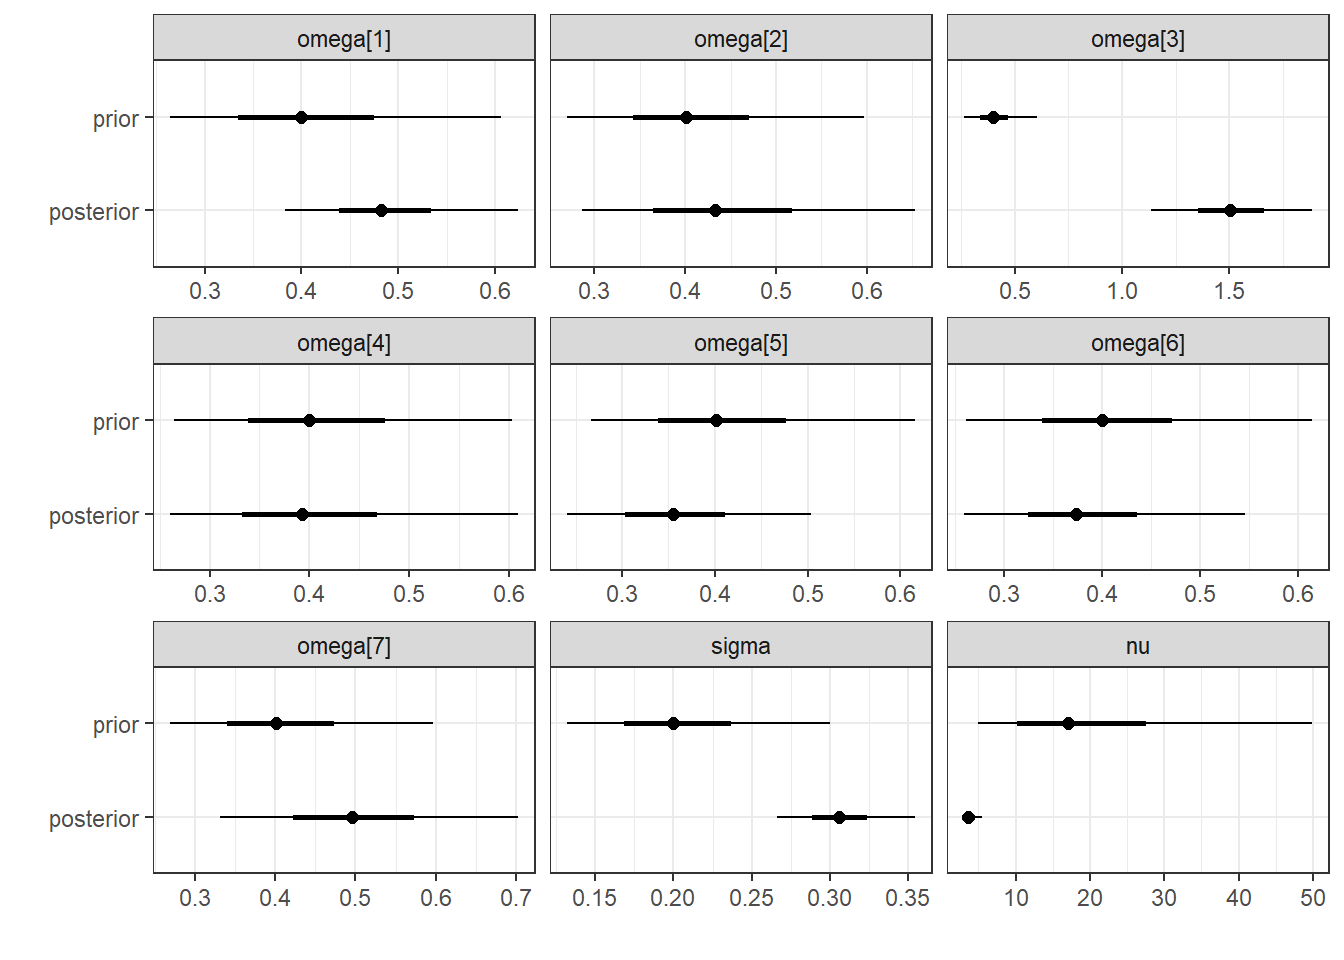 omega[1] omega[2] omega[3]
prior
posterior
0.3 0.4 0.5 0.6 0.3 0.4 0.5 0.6 0.5 1.0 1.5
omega[4] omega[5] omega[6]
prior
posterior
0.3 0.4 0.5 0.6 0.3 0.4 0.5 0.6 0.3 0.4 0.5 0.6
omega[7] sigma nu
prior
posterior
0.3 0.4 0.5 0.6 0.7 0.15 0.20 0.25 0.30 0.35 10 20 30 40 50